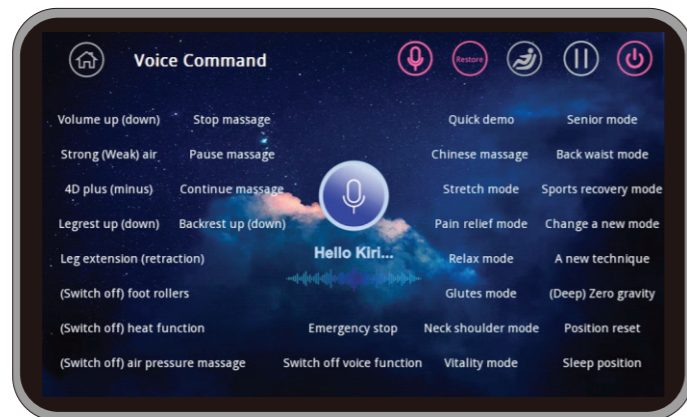 Voice Command
Restore
Volume up (down) Stop massage Quick demo Senior mode
Strong (Weak) air Pause massage Chinese massage Back waist mode
4D plus (minus) Continue massage Stretch mode Sports recovery mode
Legrest up (down) Backrest up (down) Pain relief mode Change a new mode
Hello Kiri...
Leg extension (retraction) Relax mode A new technique
(Switch off) foot rollers Glutes mode (Deep) Zero gravity
(Switch off) heat function Emergency stop Neck shoulder mode Position reset
(Switch off) air pressure massage Switch off voice function Vitality mode Sleep position